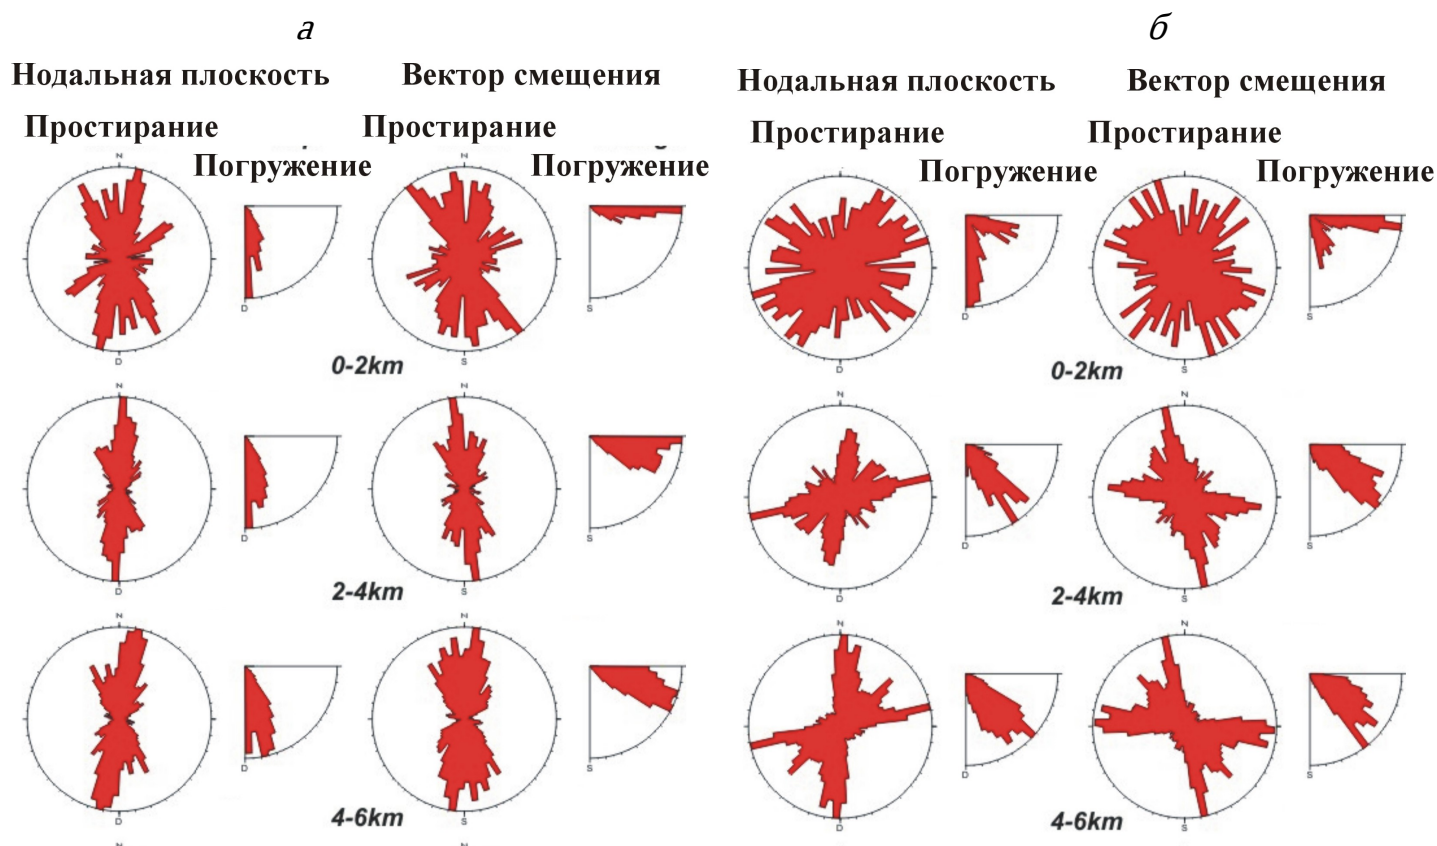 а
б
Нодальная плоскость
Вектор смещения
Нодальная плоскость
Вектор смещения
Простирание
Простирание
Простирание
Простирание
Погружение
Погружение
Погружение
Погружение
N
N
D
S
D
S
D
S
D
S
0-2km
0-2km
N
N
N
N
D
S
D
S
D
S
D
S
2-4km
2-4km
N
N
N
N
D
S
D
S
D
S
D
S
4-6km
4-6km